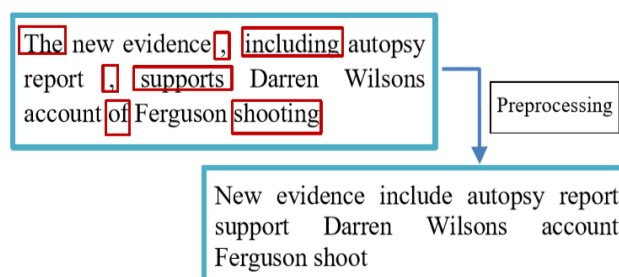 The new evidence , including autopsy
report , supports Darren Wilsons
account of Ferguson shooting
Preprocessing
New evidence include autopsy report
support Darren Wilsons account
Ferguson shoot